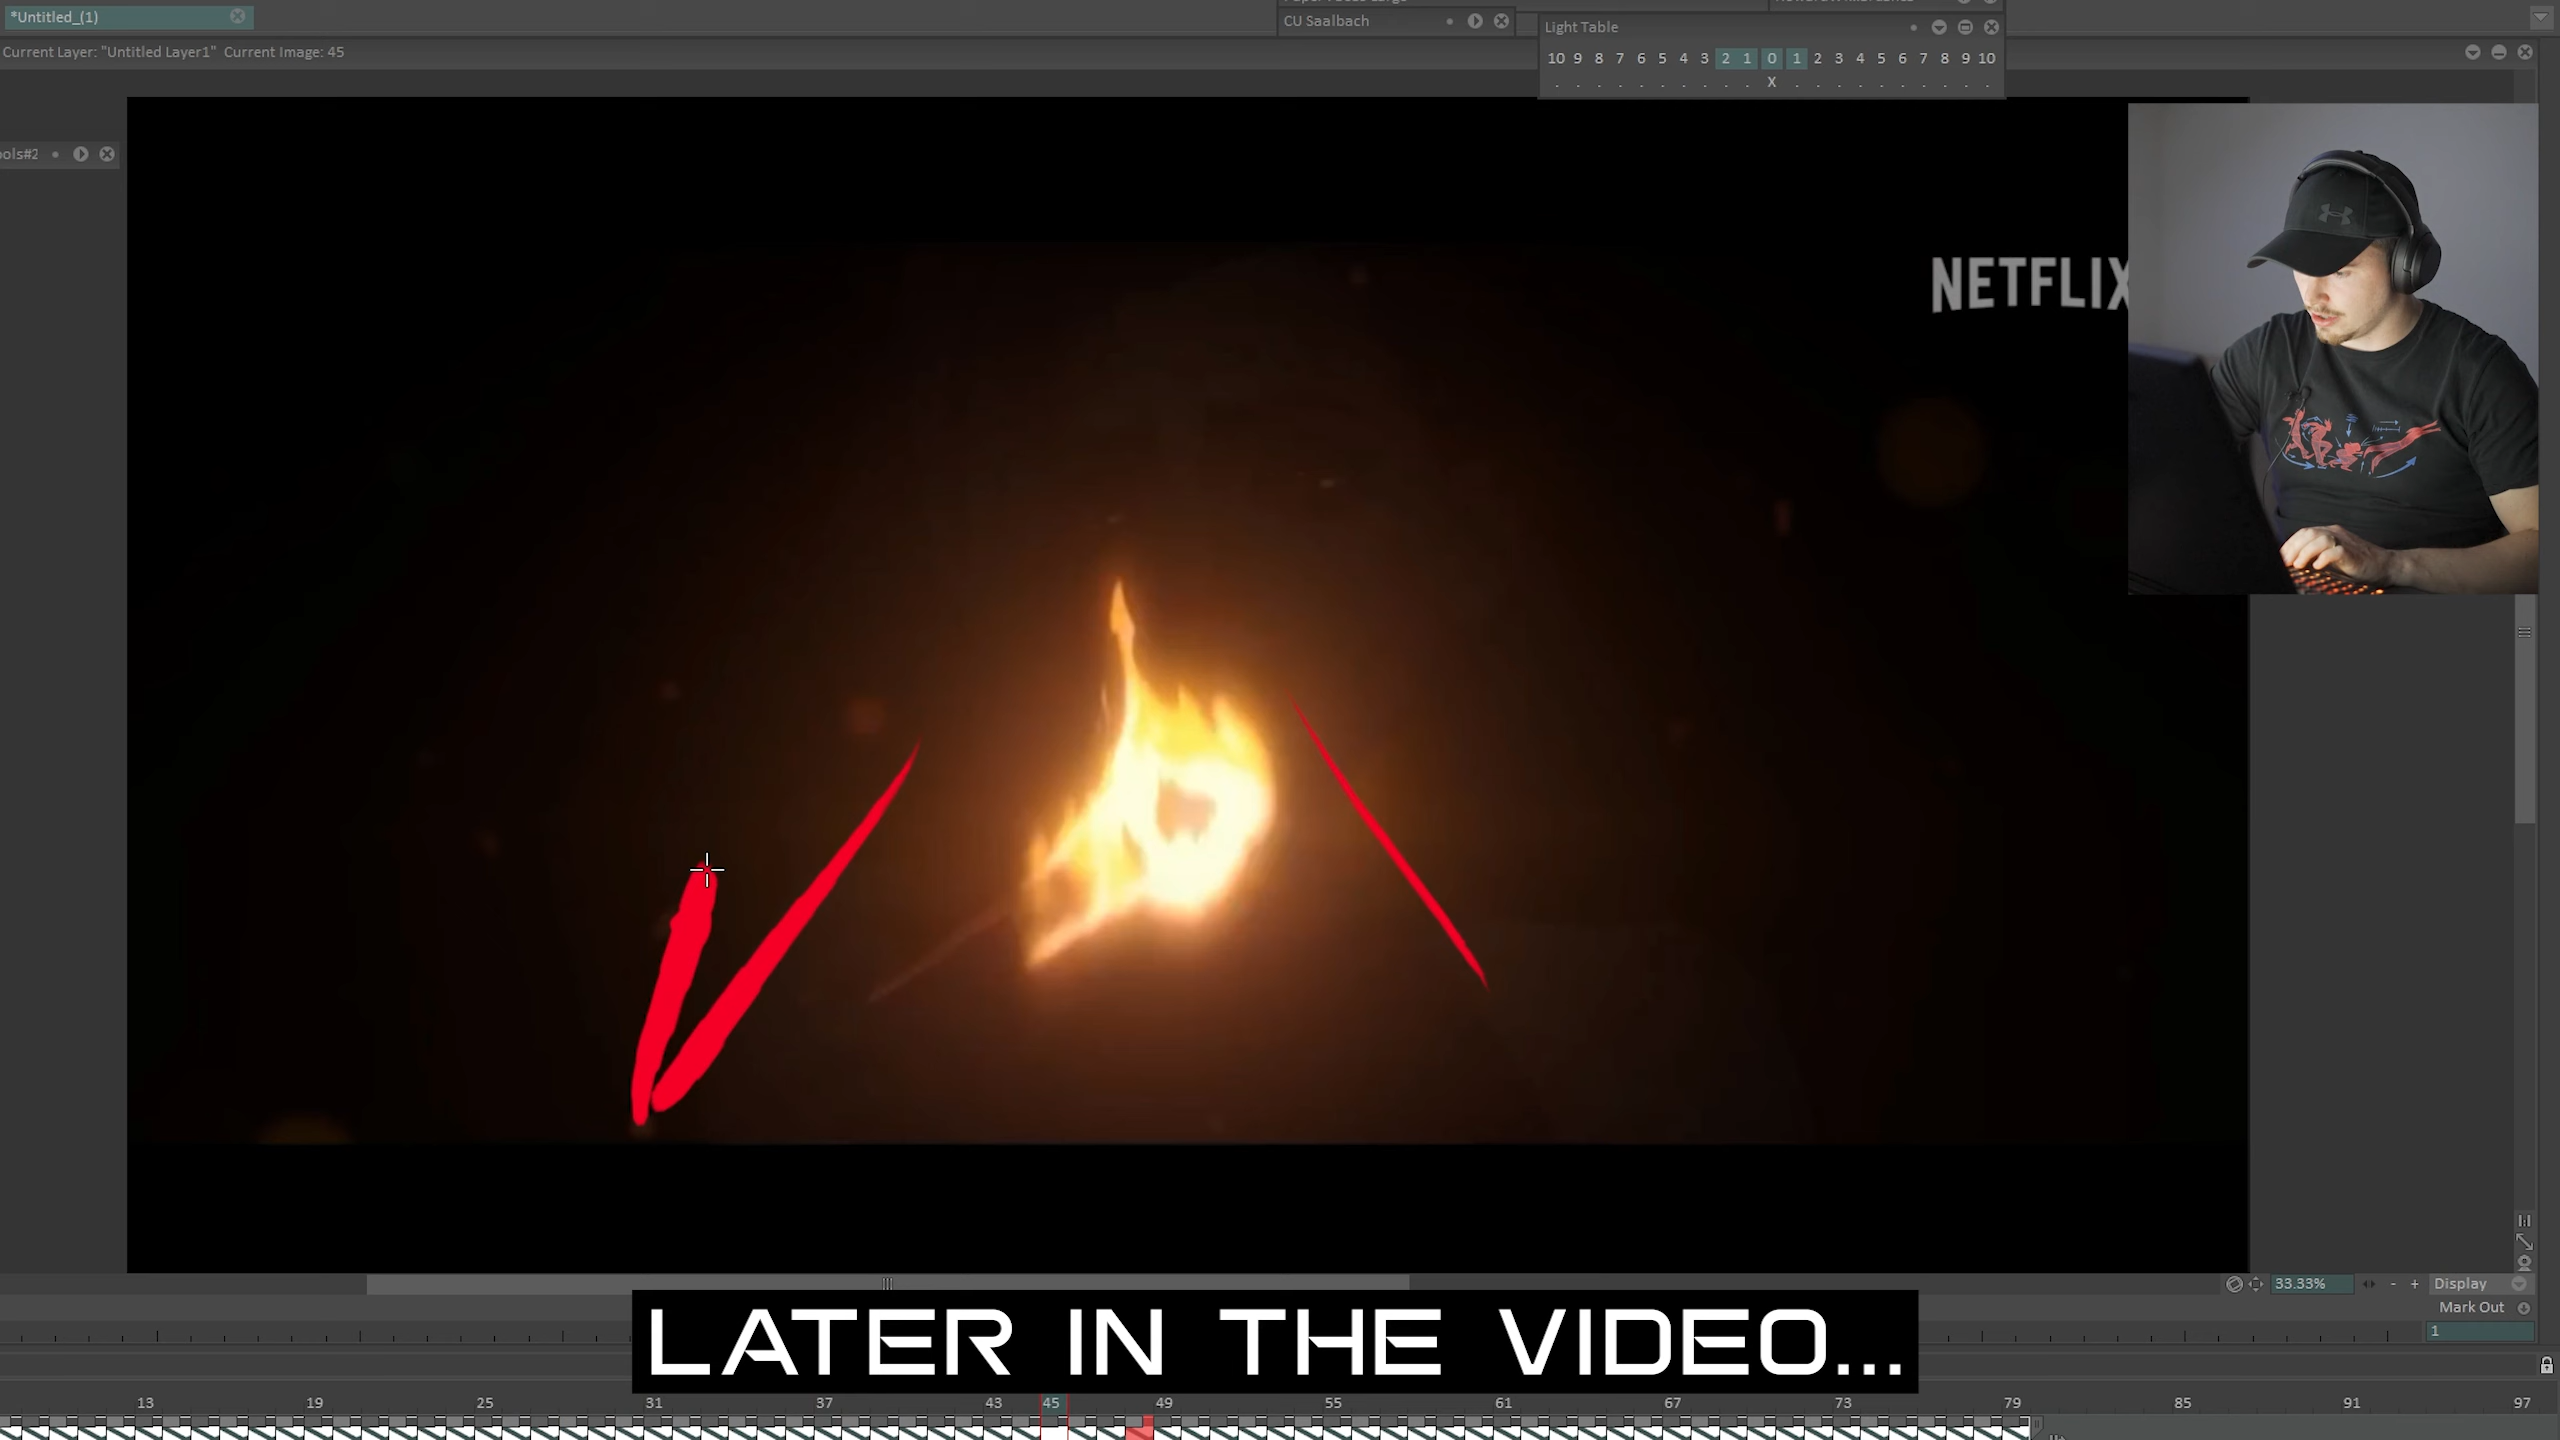 *Untitled_(1)
CU Saalbach
Light Table
Current Layer: "Untitled Layer1" Current Image: 45
10 9 8 7 6 5 4 3 2 1 0 1 2 3 4 5 6 7 8 9 10
X
ools#2
NETFLIX
33.33%
- +
Display
Mark Out
1
LATER IN THE VIDEO...
13 19 25 31 37 43 45 49 55 61 67 73 79 85 91 97